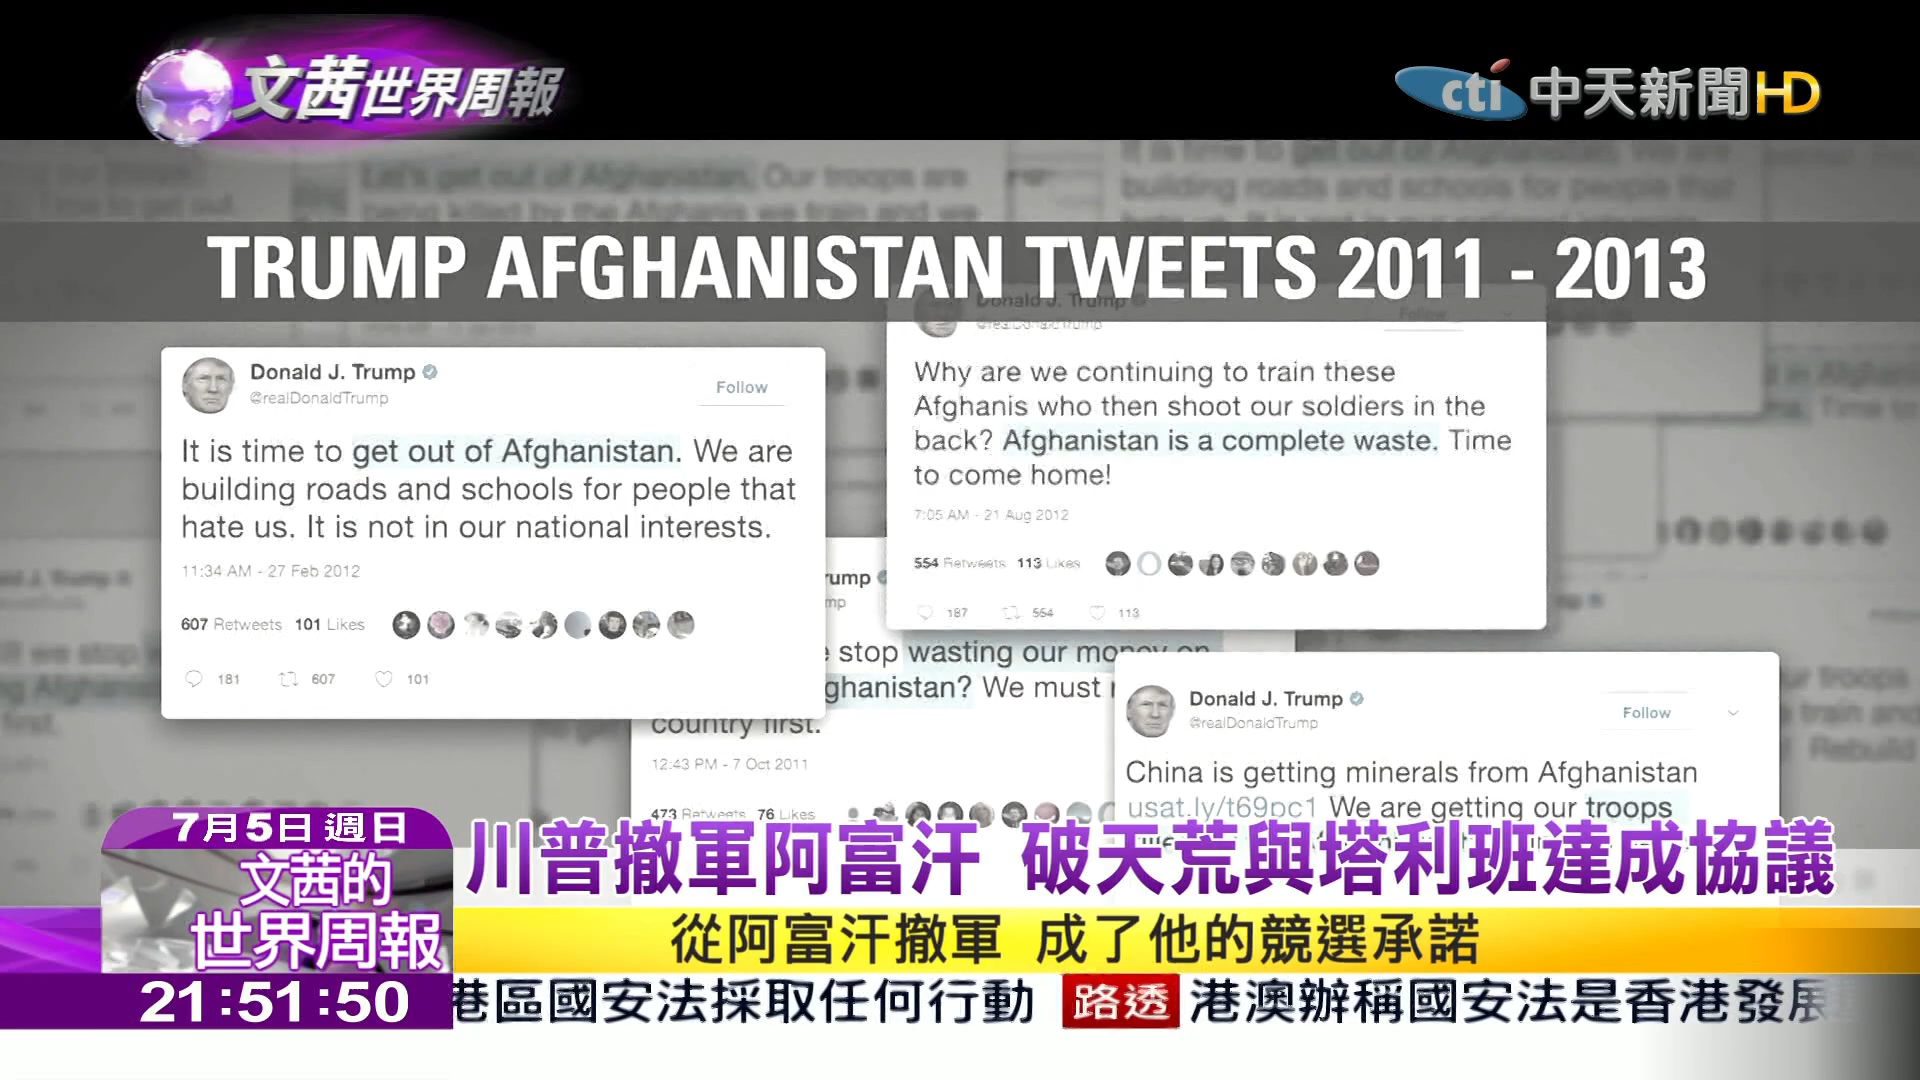 文茜世界周報
cti 中天新聞HD
TRUMP AFGHANISTAN TWEETS 2011 - 2013
Donald J. Trump
@realDonaldTrump
Follow
It is time to get out of Afghanistan. We are
building roads and schools for people that
hate us. It is not in our national interests.
11:34 AM - 27 Feb 2012
607 Retweets 101 Likes
181 607 101
Donald J. Trump
@realDonaldTrump
Follow
Why are we continuing to train these
Afghanis who then shoot our soldiers in the
back? Afghanistan is a complete waste. Time
to come home!
7:05 AM - 21 Aug 2012
554 Retweets 113 Likes
187 554 113
stop wasting our money on
ghanistan? We must
country first.
12:43 PM - 7 Oct 2011
473 Retweets 76 Likes
Donald J. Trump
@realDonaldTrump
Follow
China is getting minerals from Afghanistan
usat.ly/t69pc1 We are getting our troops
7月5日 週日
文茜的
世界周報
21:51:50
川普撤軍阿富汗 破天荒與塔利班達成協議
從阿富汗撤軍 成了他的競選承諾
港區國安法採取任何行動 路透 港澳辦稱國安法是香港發展